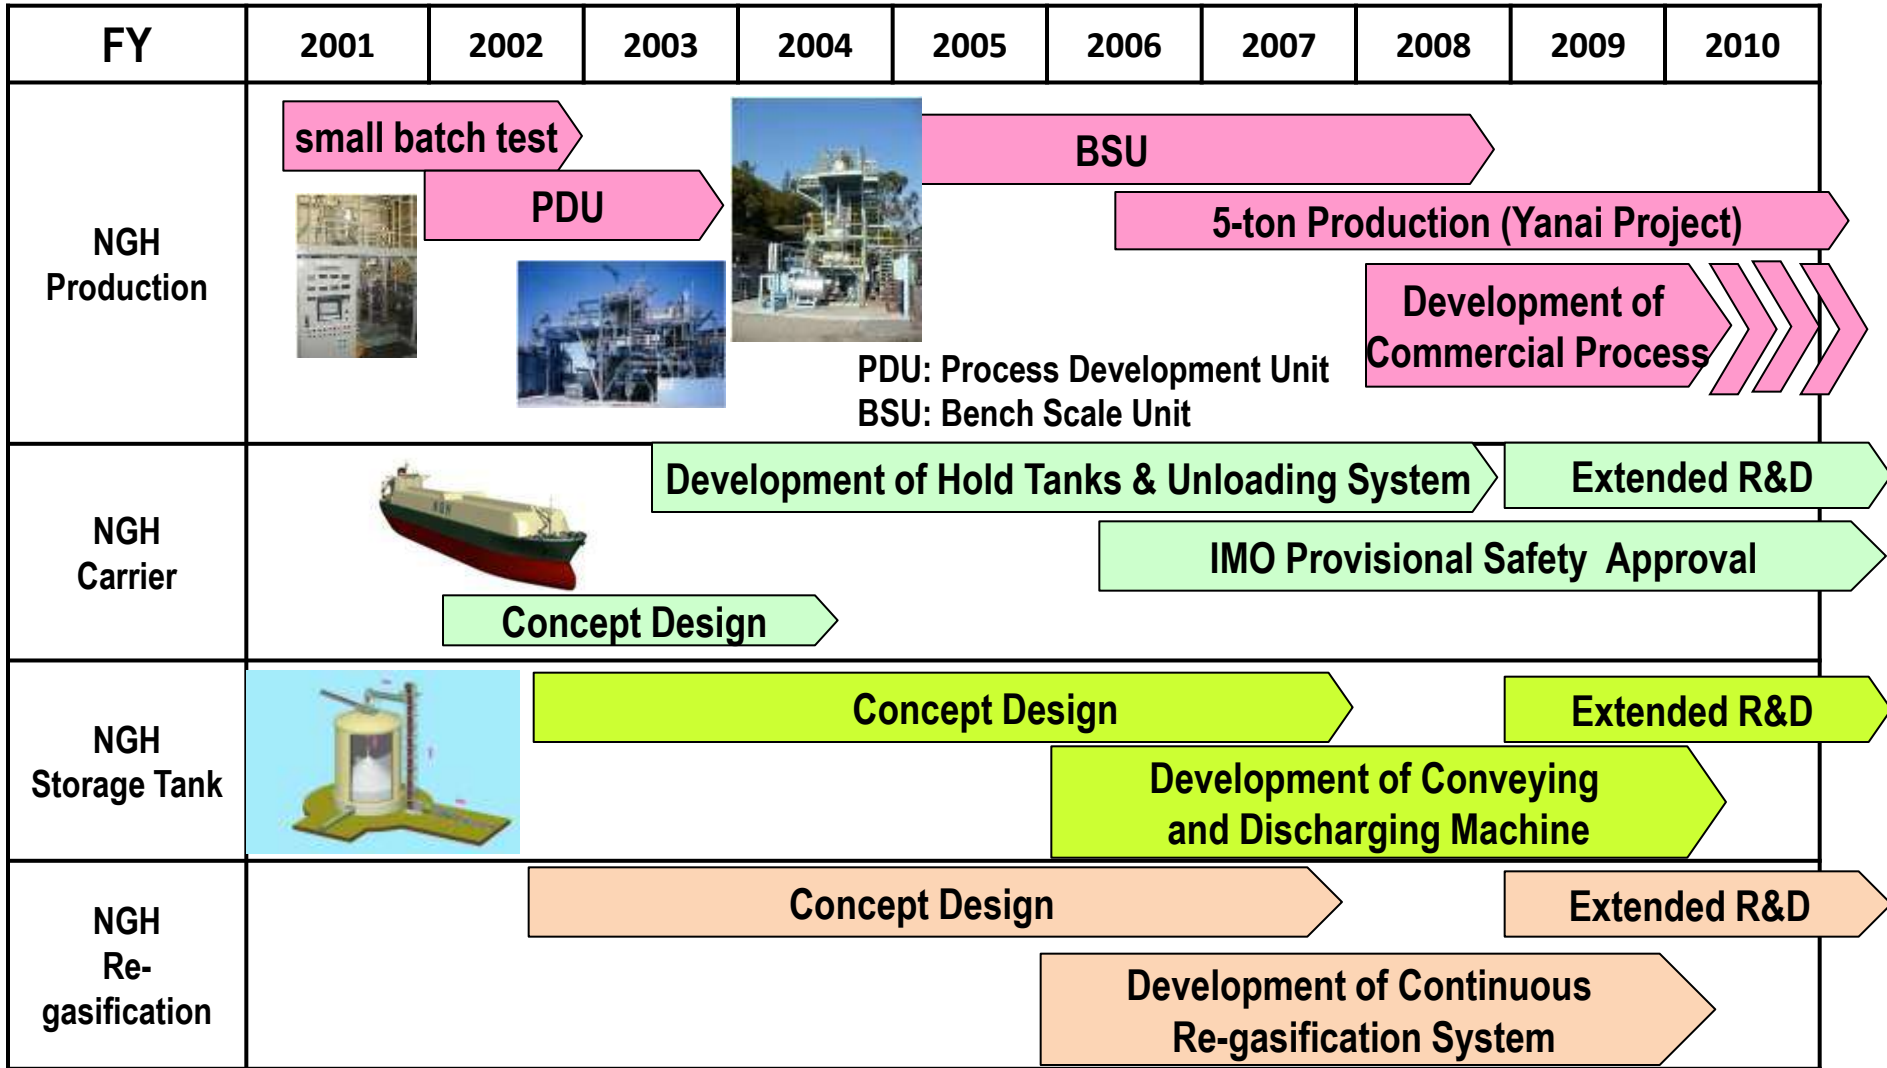 FY 2001 2002 2003 2004 2005 2006 2007 2008 2009 2010
NGH
Production
small batch test
BSU
PDU
5-ton Production (Yanai Project)
Development of
Commercial Process
PDU: Process Development Unit
BSU: Bench Scale Unit
NGH
Carrier
NGH
Development of Hold Tanks & Unloading System
Extended R&D
IMO Provisional Safety Approval
Concept Design
NGH
Storage Tank
Concept Design
Extended R&D
Development of Conveying
and Discharging Machine
NGH
Re-
gasification
Concept Design
Extended R&D
Development of Continuous
Re-gasification System